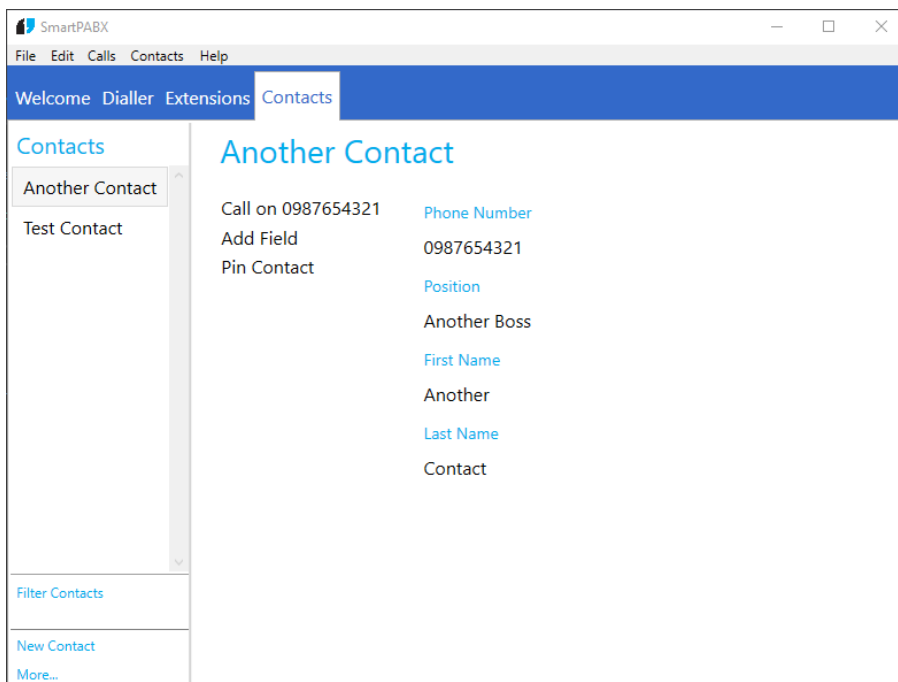 SmartPABX
File Edit Calls Contacts Help
Welcome Dialler Extensions Contacts
Contacts
Another Contact
Test Contact
Filter Contacts
New Contact
More...
Another Contact
Call on 0987654321
Add Field
Pin Contact
Phone Number
0987654321
Position
Another Boss
First Name
Another
Last Name
Contact